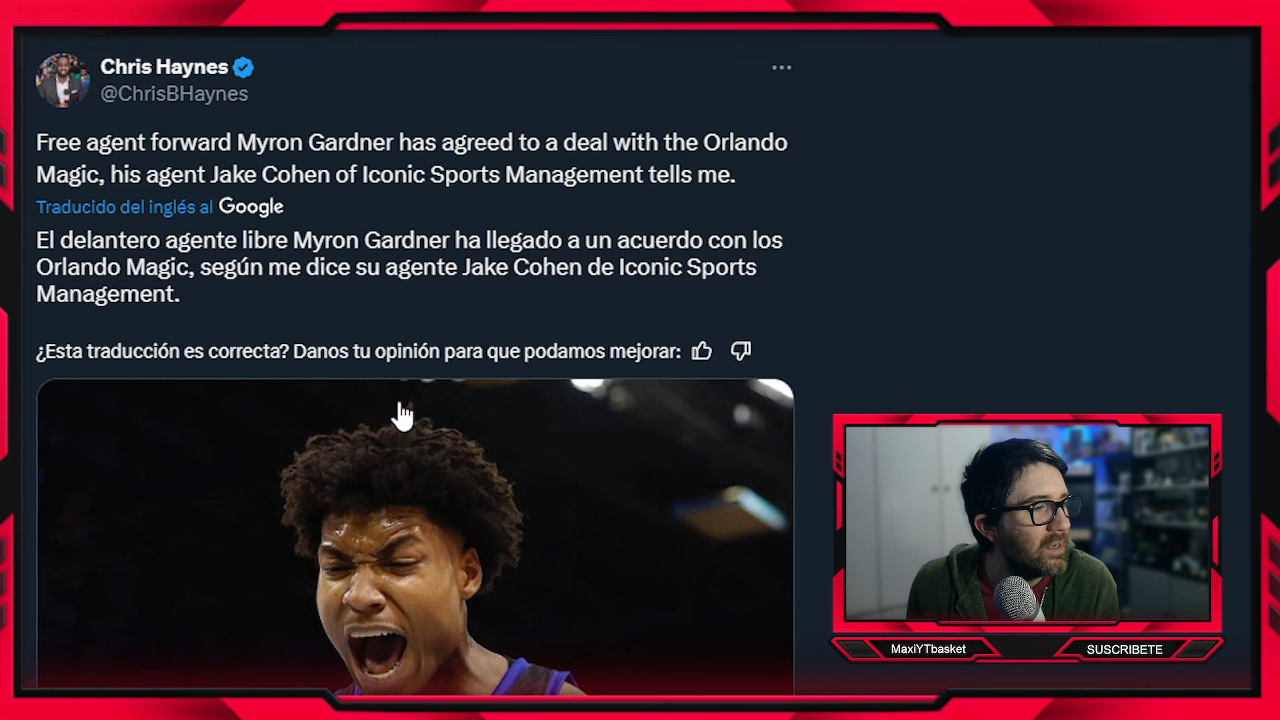 Chris Haynes
@ChrisBHaynes
Free agent forward Myron Gardner has agreed to a deal with the Orlando
Magic, his agent Jake Cohen of Iconic Sports Management tells me.
Traducido del inglés al Google
El delantero agente libre Myron Gardner ha llegado a un acuerdo con los
Orlando Magic, según me dice su agente Jake Cohen de Iconic Sports
Management.
¿Esta traducción es correcta? Danos tu opinión para que podamos mejorar:
MaxiYTbasket
SUSCRIBETE